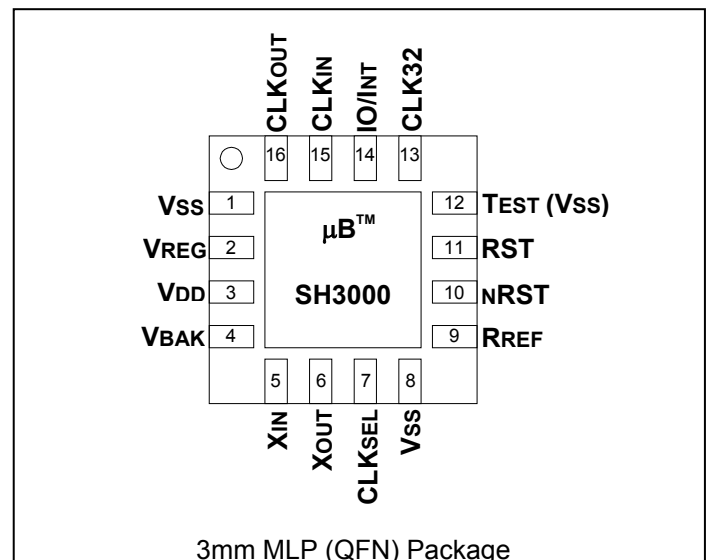 CLKOUT
CLKIN
IO/INT
CLK32
16 15 14 13
VSS 1
VREG 2
VDD 3
VBAK 4
µB™
SH3000
12 TEST (VSS)
11 RST
10 NRST
9 RREF
5 6 7 8
XIN
XOUT
CLKSEL
VSS
3mm MLP (QFN) Package